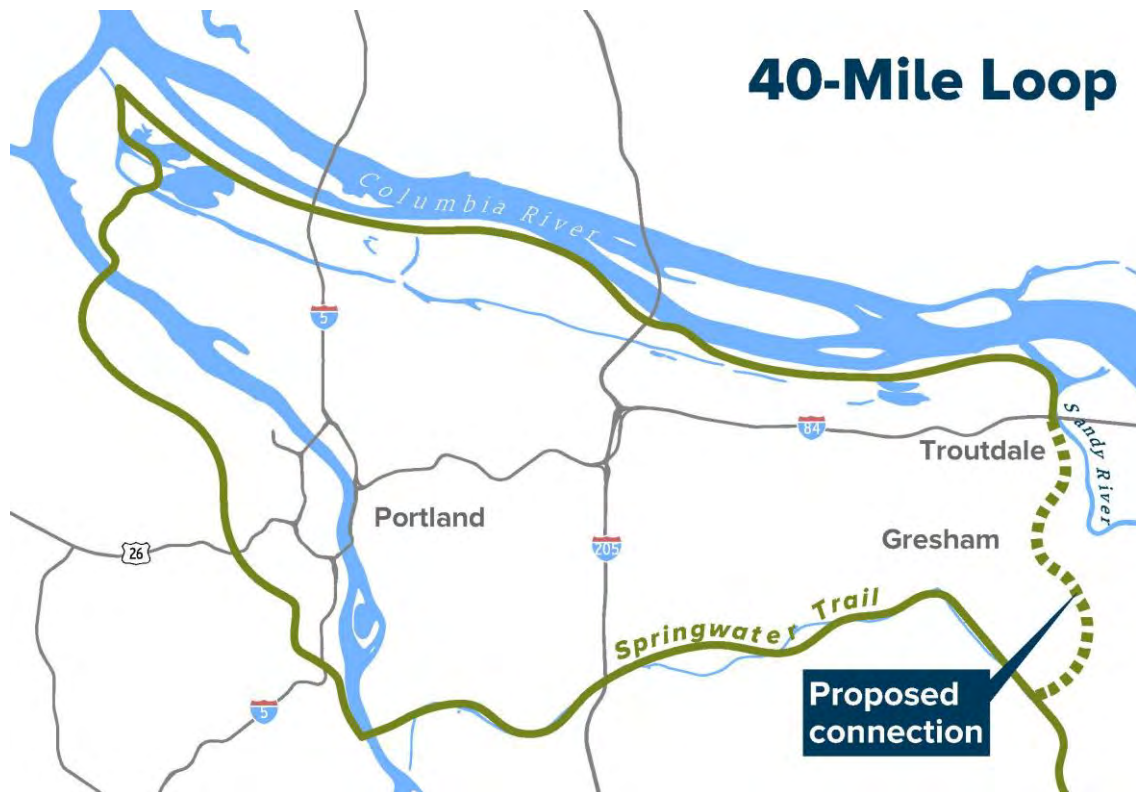 40-Mile Loop
Columbia River
5
84
Sandy River
Troutdale
Portland
26
205
Gresham
Springwater Trail
5
Proposed
connection